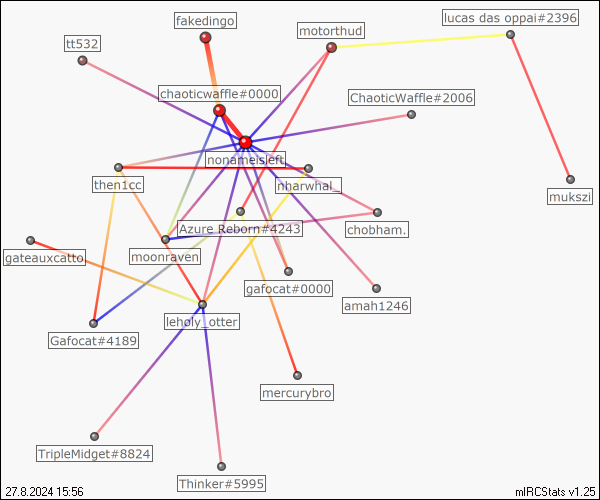 fakedingo
lucas das oppai#2396
motorthud
tt532
chaoticwaffle#0000
ChaoticWaffle#2006
nonameisleft
then1cc
nharwhal_
mukszi
Azure Reborn#4243
chobham.
gateauxcatto
moonraven
gafocat#0000
amah1246
leholy_otter
Gafocat#4189
mercurybro
TripleMidget#8824
Thinker#5995
27.8.2024 15:56
mIRCStats v1.25